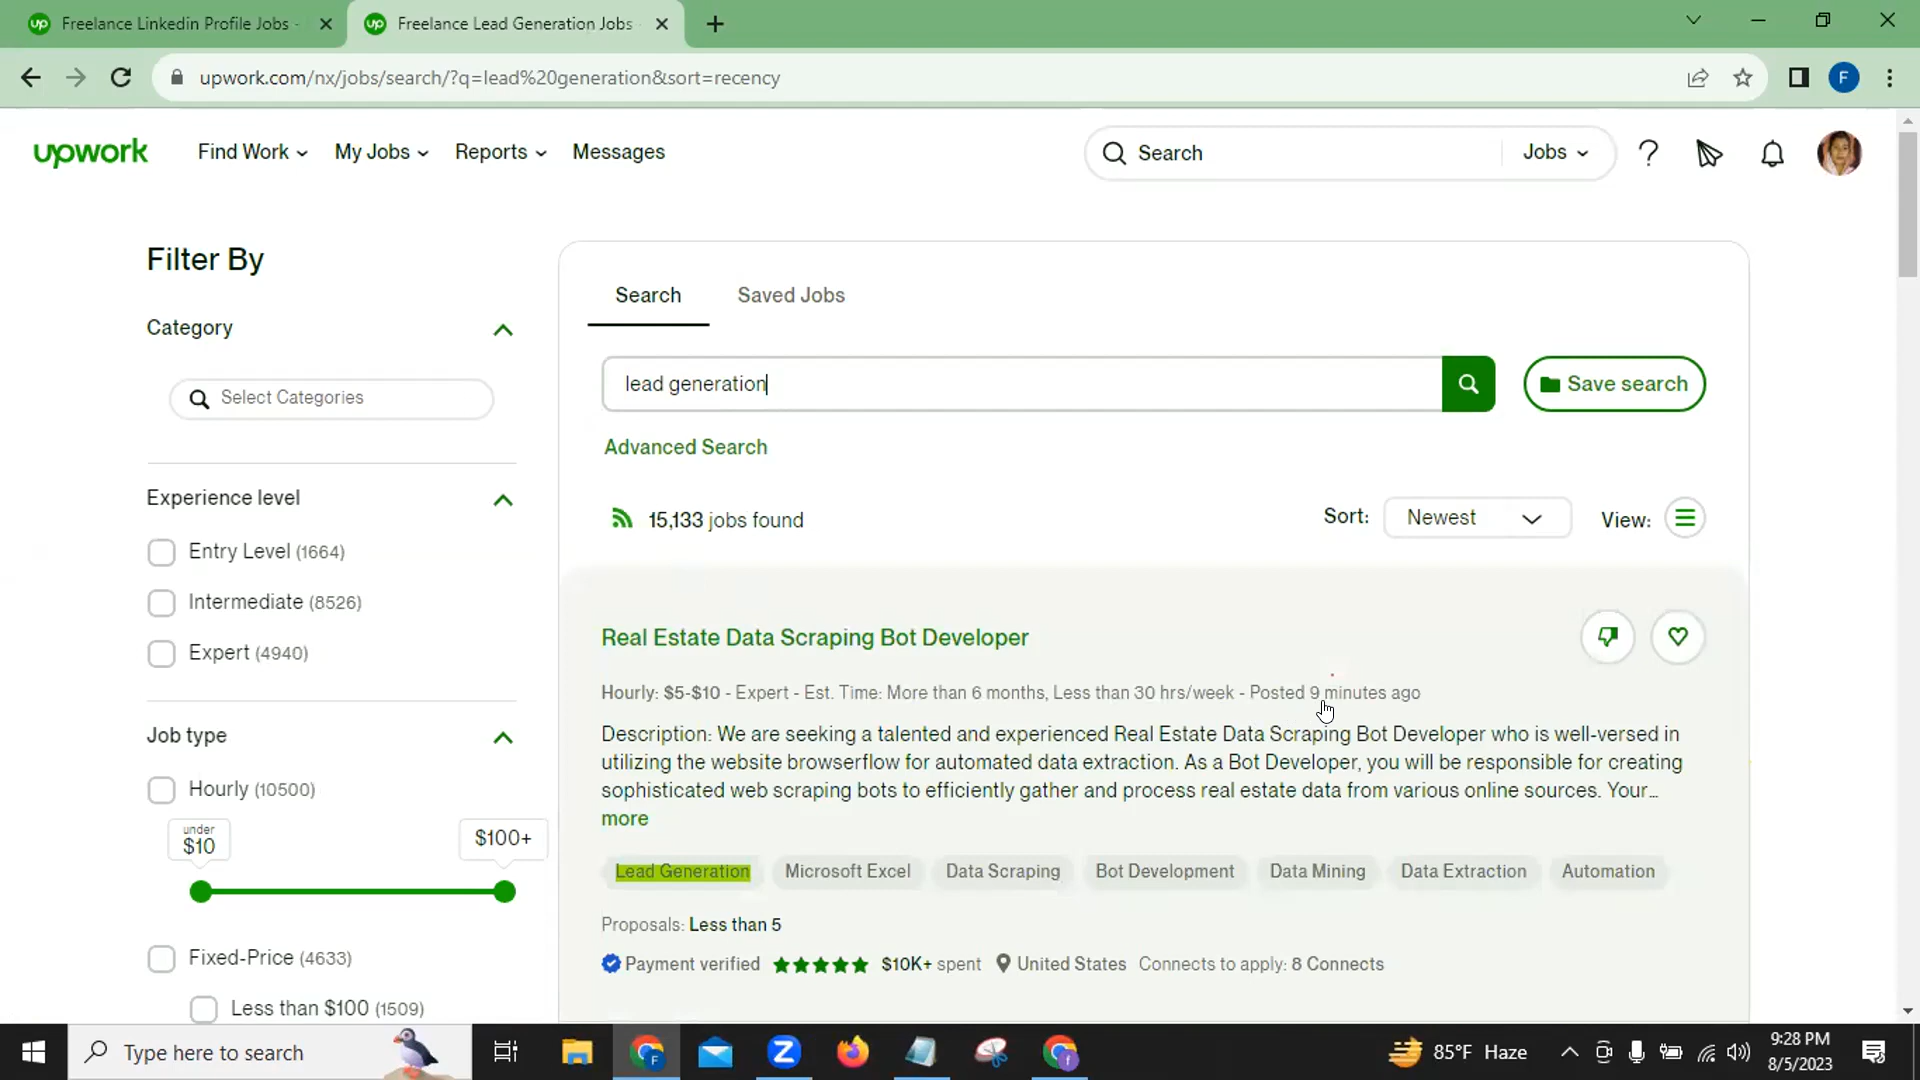 Freelance Linkedin Profile Jobs -
Freelance Lead Generation Jobs
upwork.com/nx/jobs/search/?q=lead%20generation&sort=recency
F
upwork
Find Work
My Jobs
Reports
Messages
Search
Jobs
Filter By
Category
Select Categories
Experience level
Entry Level (1664)
Intermediate (8526)
Expert (4940)
Job type
Hourly (10500)
under
$10
$100+
Fixed-Price (4633)
Less than $100 (1509)
Search
Saved Jobs
lead generation
Save search
Advanced Search
15,133 jobs found
Sort: Newest
View:
Real Estate Data Scraping Bot Developer
Hourly: $5-$10 - Expert - Est. Time: More than 6 months, Less than 30 hrs/week - Posted 9 minutes ago
Description: We are seeking a talented and experienced Real Estate Data Scraping Bot Developer who is well-versed in
utilizing the website browserflow for automated data extraction. As a Bot Developer, you will be responsible for creating
sophisticated web scraping bots to efficiently gather and process real estate data from various online sources. Your…
more
Lead Generation
Microsoft Excel
Data Scraping
Bot Development
Data Mining
Data Extraction
Automation
Proposals: Less than 5
Payment verified $10K+ spent United States Connects to apply: 8 Connects
Type here to search
85°F Haze
9:28 PM
8/5/2023